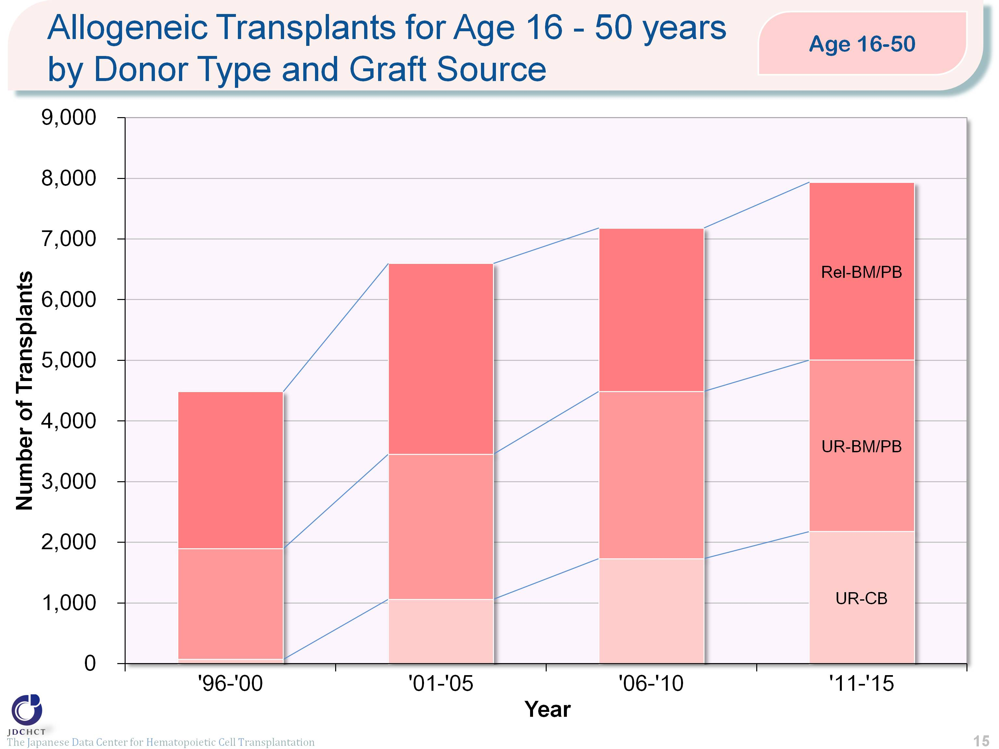 Allogeneic Transplants for Age 16 - 50 years
by Donor Type and Graft Source
Age 16-50
Number of Transplants
9,000
8,000
7,000
6,000
5,000
4,000
3,000
2,000
1,000
0
Rel-BM/PB
UR-BM/PB
UR-CB
'96-'00
'01-'05
'06-'10
'11-'15
Year
JDCHCT
The Japanese Data Center for Hematopoietic Cell Transplantation
15